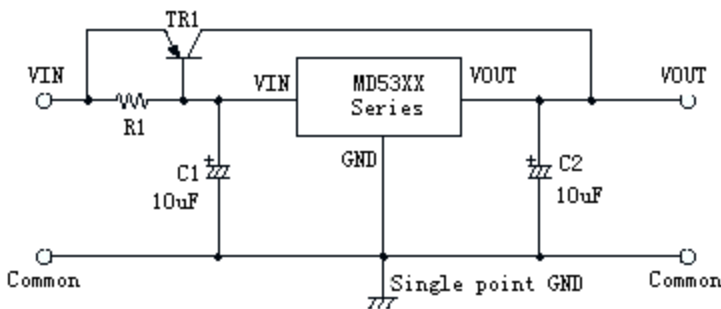 TR1
VIN
VIN
MD53XX
Series
VOUT
VOUT
R1
GND
C1
10uF
C2
10uF
Common
Single point GND
Common